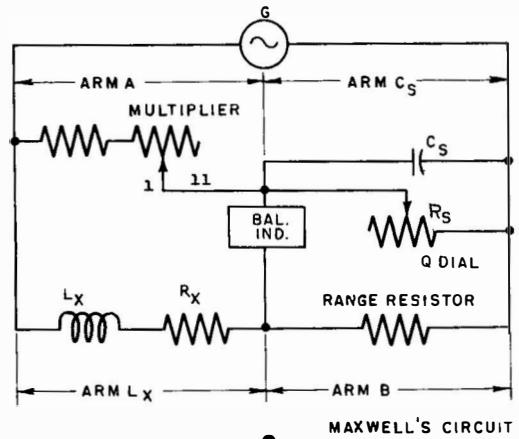 G
ARM A
ARM CS
MULTIPLIER
CS
1 11
BAL.
IND.
RS
Q DIAL
LX
RX
RANGE RESISTOR
ARM LX
ARM B
MAXWELL'S CIRCUIT